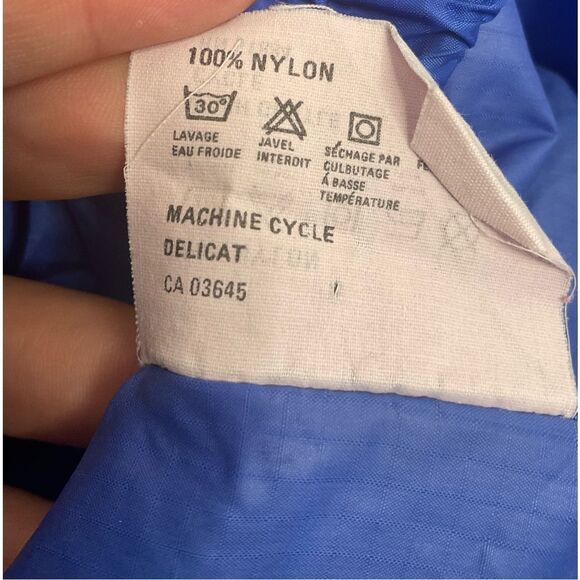 100% NYLON
30°
LAVAGE
EAU FROIDE
JAVEL
INTERDIT
SÉCHAGE PAR
CULBUTAGE
À BASSE
TEMPÉRATURE
MACHINE CYCLE
DELICAT
CA 03645